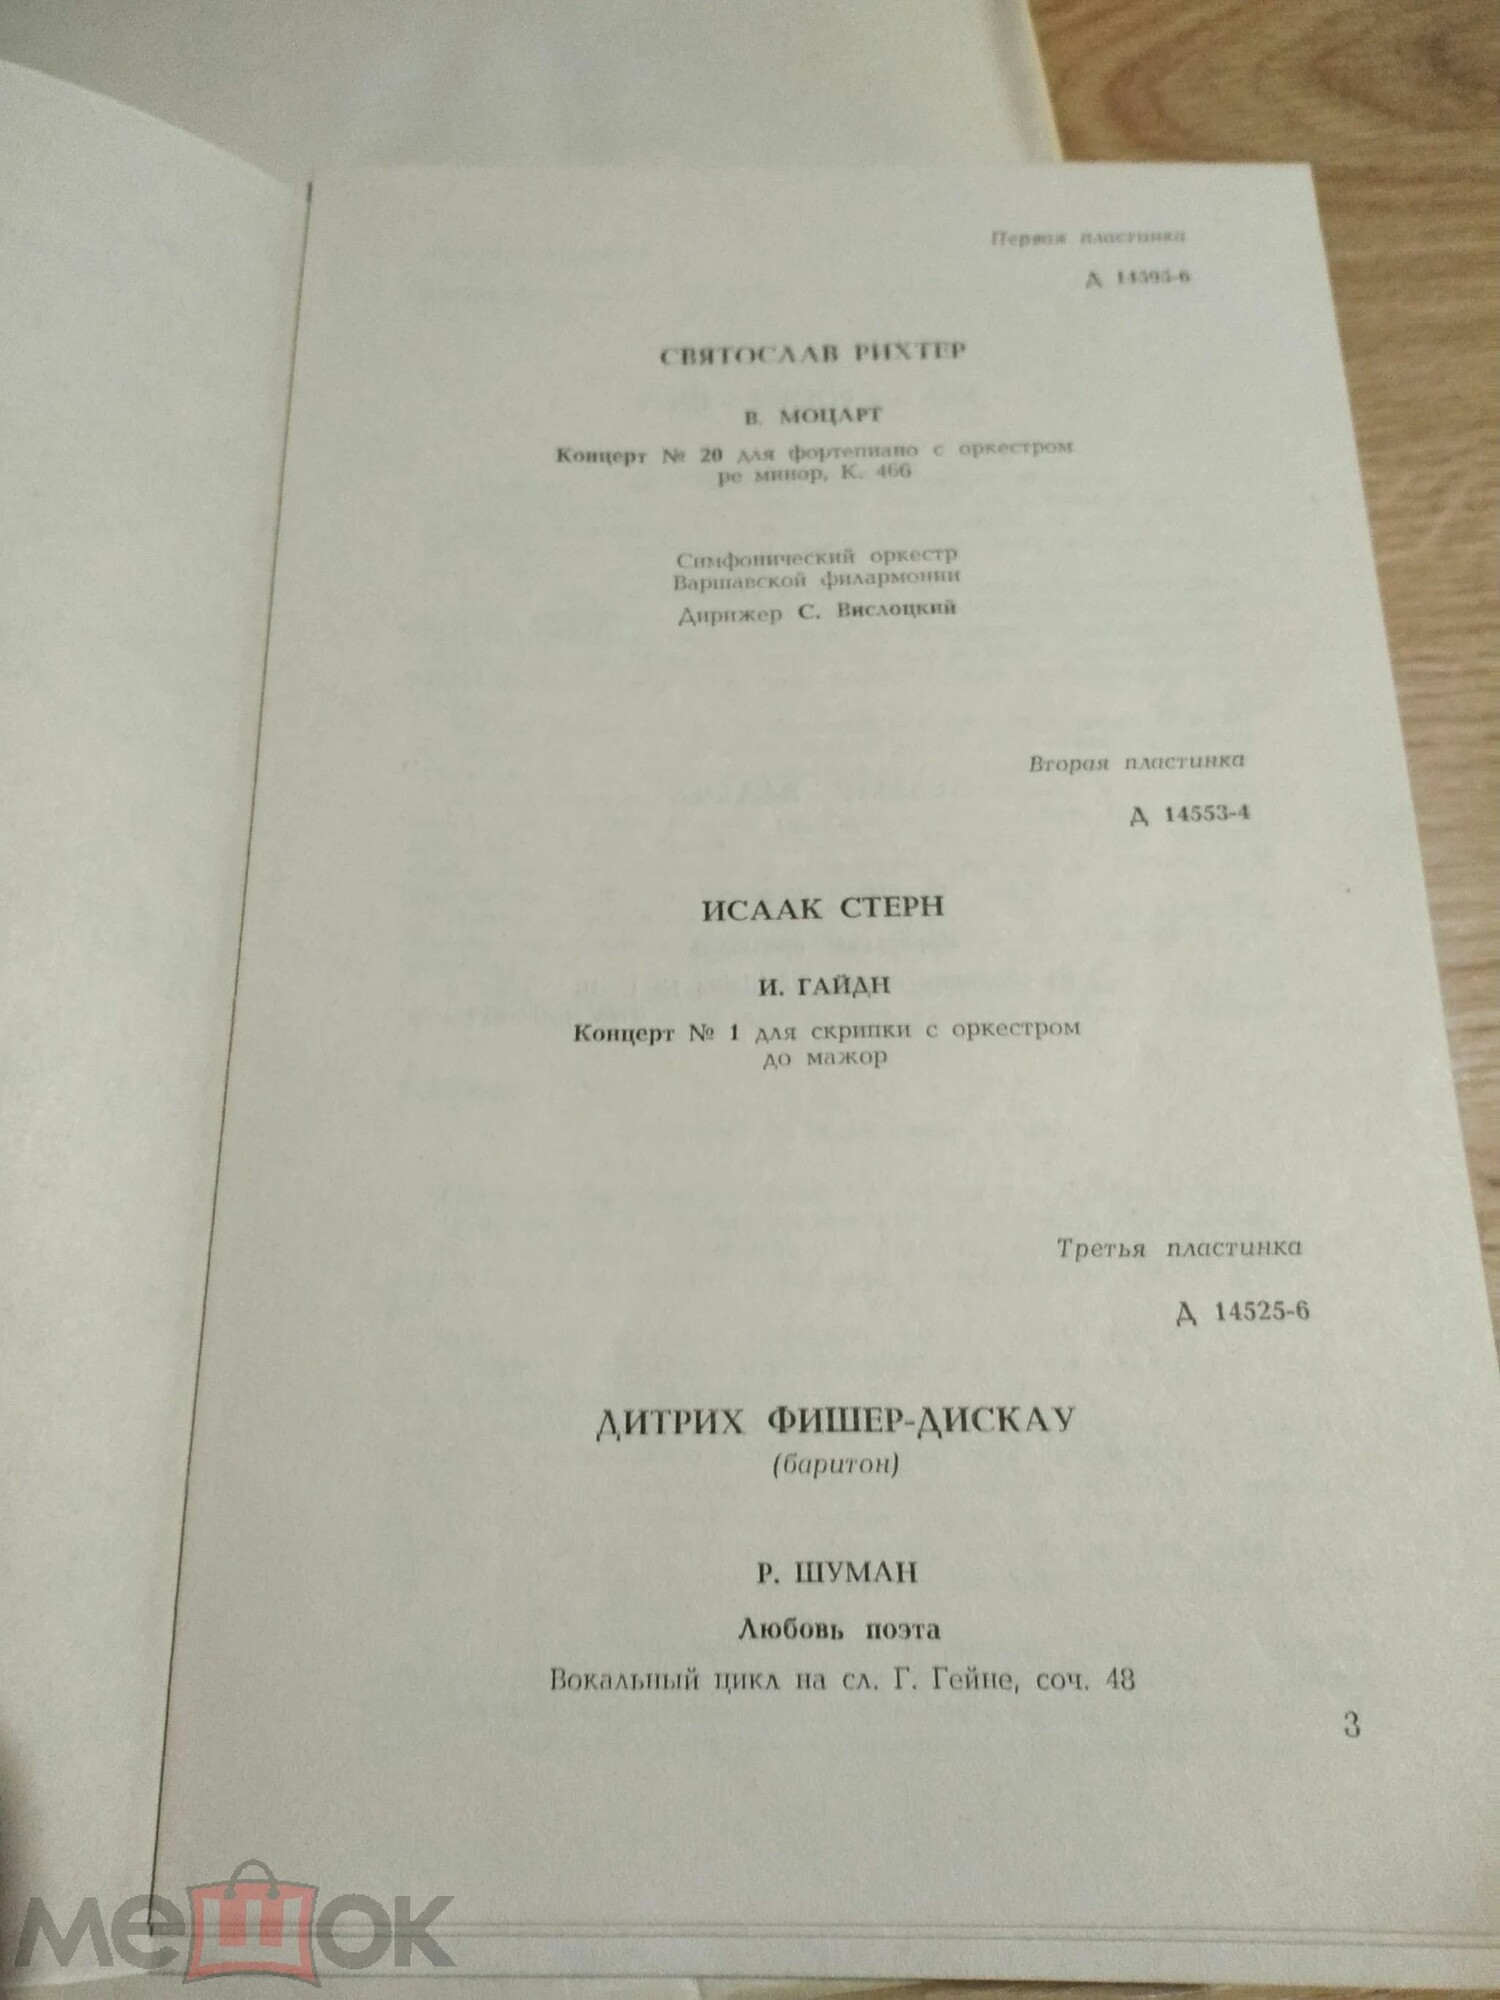 Первая пластинка
Д 14595-6
СВЯТОСЛАВ РИХТЕР
В. МОЦАРТ
Концерт № 20 для фортепиано с оркестром
ре минор, К. 466
Симфонический оркестр
Варшавской филармонии
Дирижер С. Вислоцкий
Вторая пластинка
Д 14553-4
ИСААК СТЕРН
И. ГАЙДН
Концерт № 1 для скрипки с оркестром
до мажор
Третья пластинка
Д 14525-6
ДИТРИХ ФИШЕР-ДИСКАУ
(баритон)
Р. ШУМАН
Любовь поэта
Вокальный цикл на сл. Г. Гейне, соч. 48
3
мешок